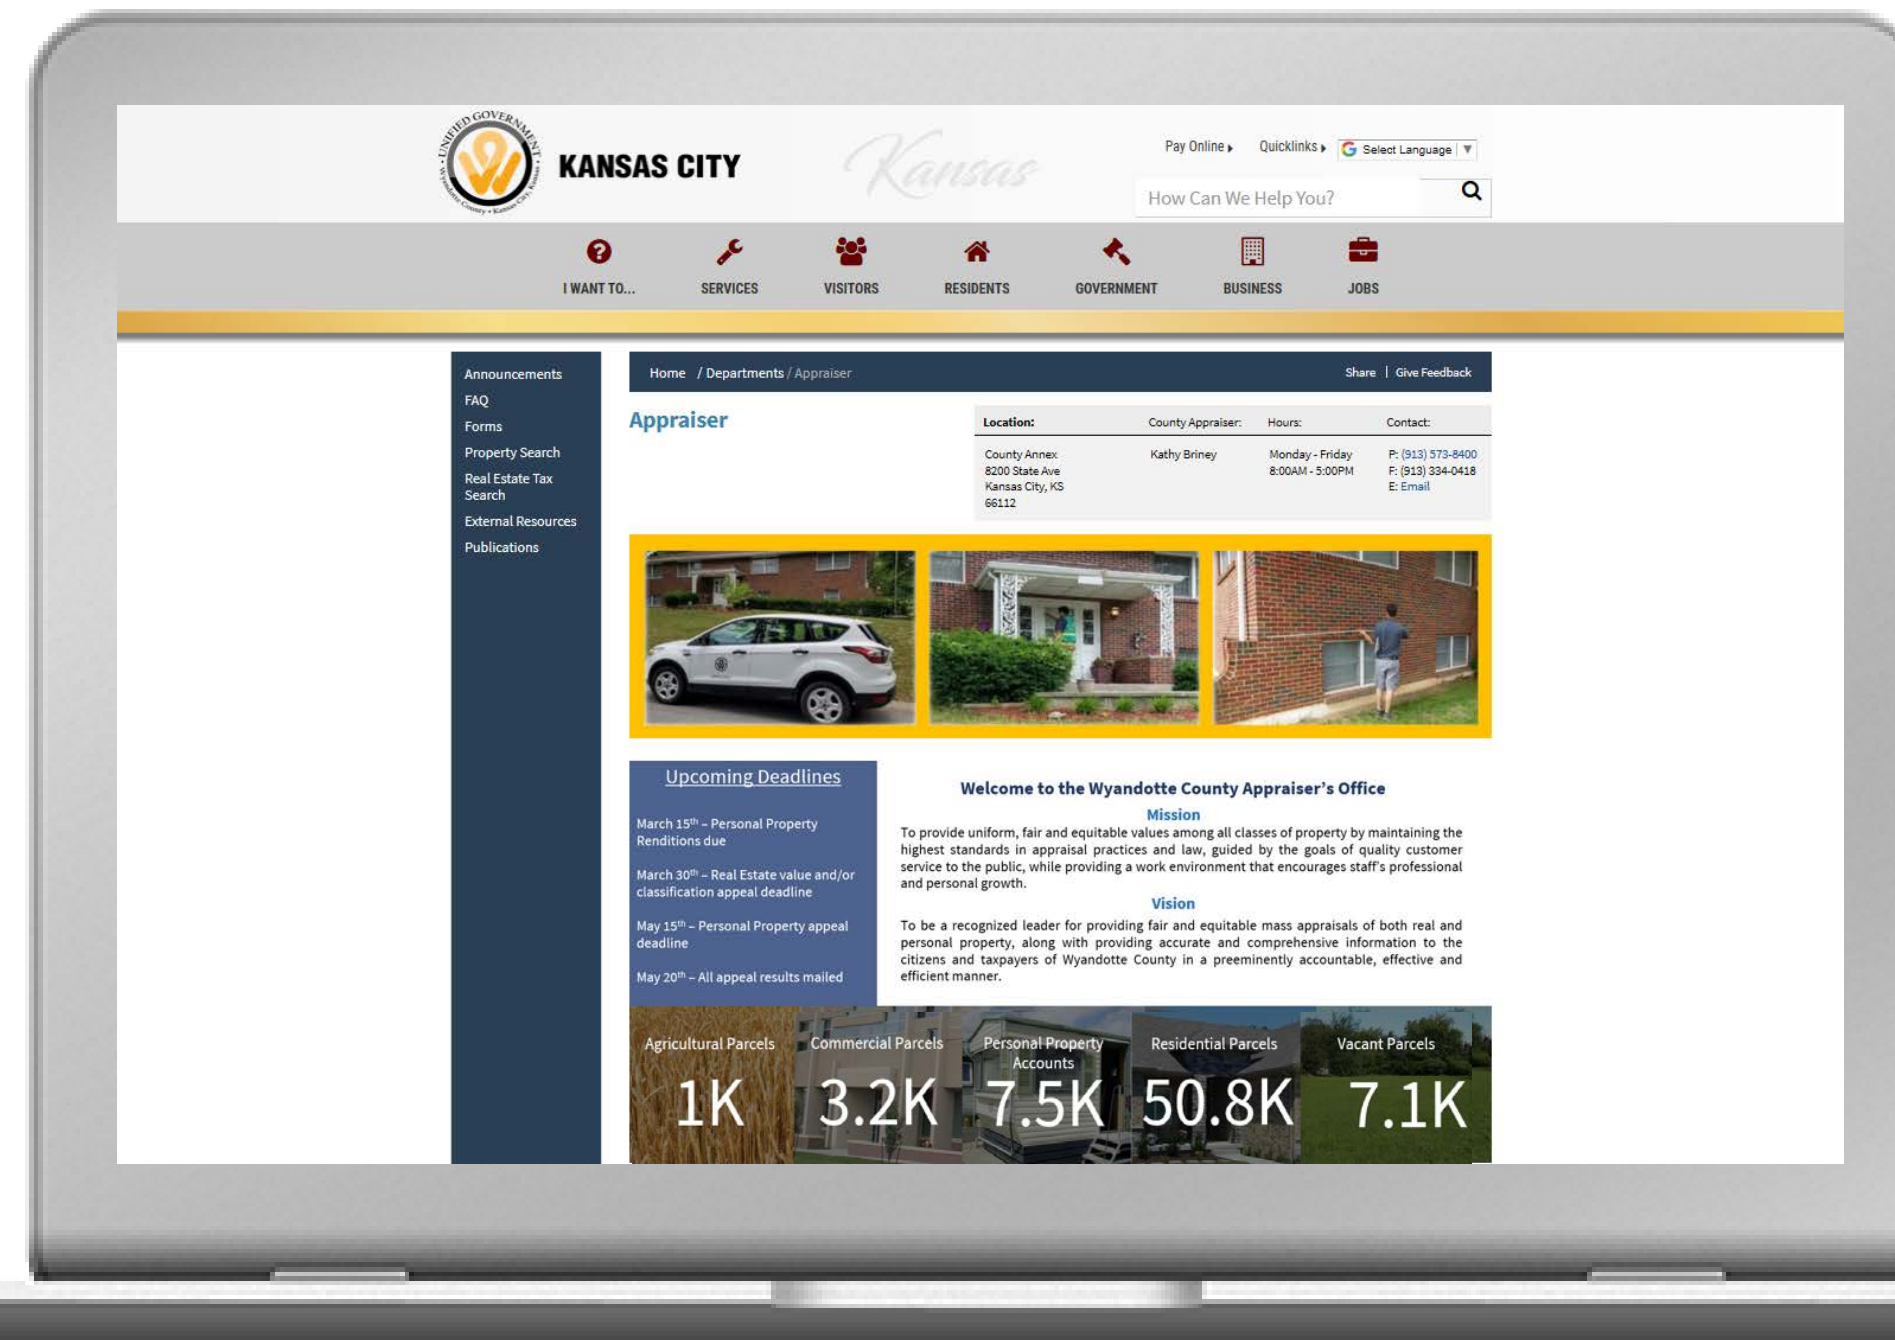 UNIFIED GOVERNMENT
Wyandotte County • Kansas City, Kansas
KANSAS CITY
Kansas
Pay Online
Quicklinks
Select Language
How Can We Help You?
I WANT TO...
SERVICES
VISITORS
RESIDENTS
GOVERNMENT
BUSINESS
JOBS
Announcements
FAQ
Forms
Property Search
Real Estate Tax
Search
External Resources
Publications
Home / Departments / Appraiser
Share | Give Feedback
Appraiser
Location:
County Annex
8200 State Ave
Kansas City, KS
66112
County Appraiser:
Kathy Briney
Hours:
Monday - Friday
8:00AM - 5:00PM
Contact:
P: (913) 573-8400
F: (913) 334-0418
E: Email
Upcoming Deadlines
March 15th – Personal Property
Renditions due
March 30th – Real Estate value and/or
classification appeal deadline
May 15th – Personal Property appeal
deadline
May 20th – All appeal results mailed
Welcome to the Wyandotte County Appraiser's Office
Mission
To provide uniform, fair and equitable values among all classes of property by maintaining the
highest standards in appraisal practices and law, guided by the goals of quality customer
service to the public, while providing a work environment that encourages staff's professional
and personal growth.
Vision
To be a recognized leader for providing fair and equitable mass appraisals of both real and
personal property, along with providing accurate and comprehensive information to the
citizens and taxpayers of Wyandotte County in a preeminently accountable, effective and
efficient manner.
Agricultural Parcels
1K
Commercial Parcels
3.2K
Personal Property
Accounts
7.5K
Residential Parcels
50.8K
Vacant Parcels
7.1K